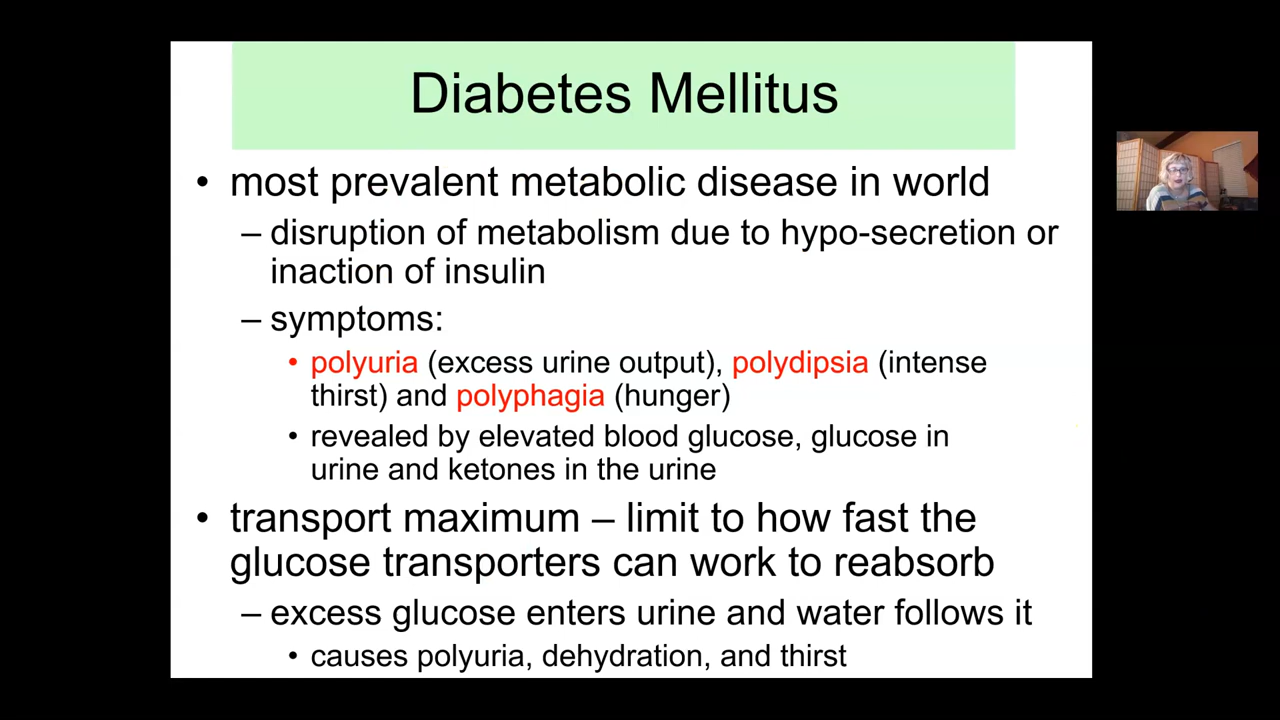 Diabetes Mellitus
• most prevalent metabolic disease in world
– disruption of metabolism due to hypo-secretion or
inaction of insulin
– symptoms:
• polyuria (excess urine output), polydipsia (intense
thirst) and polyphagia (hunger)
• revealed by elevated blood glucose, glucose in
urine and ketones in the urine
• transport maximum – limit to how fast the
glucose transporters can work to reabsorb
– excess glucose enters urine and water follows it
• causes polyuria, dehydration, and thirst